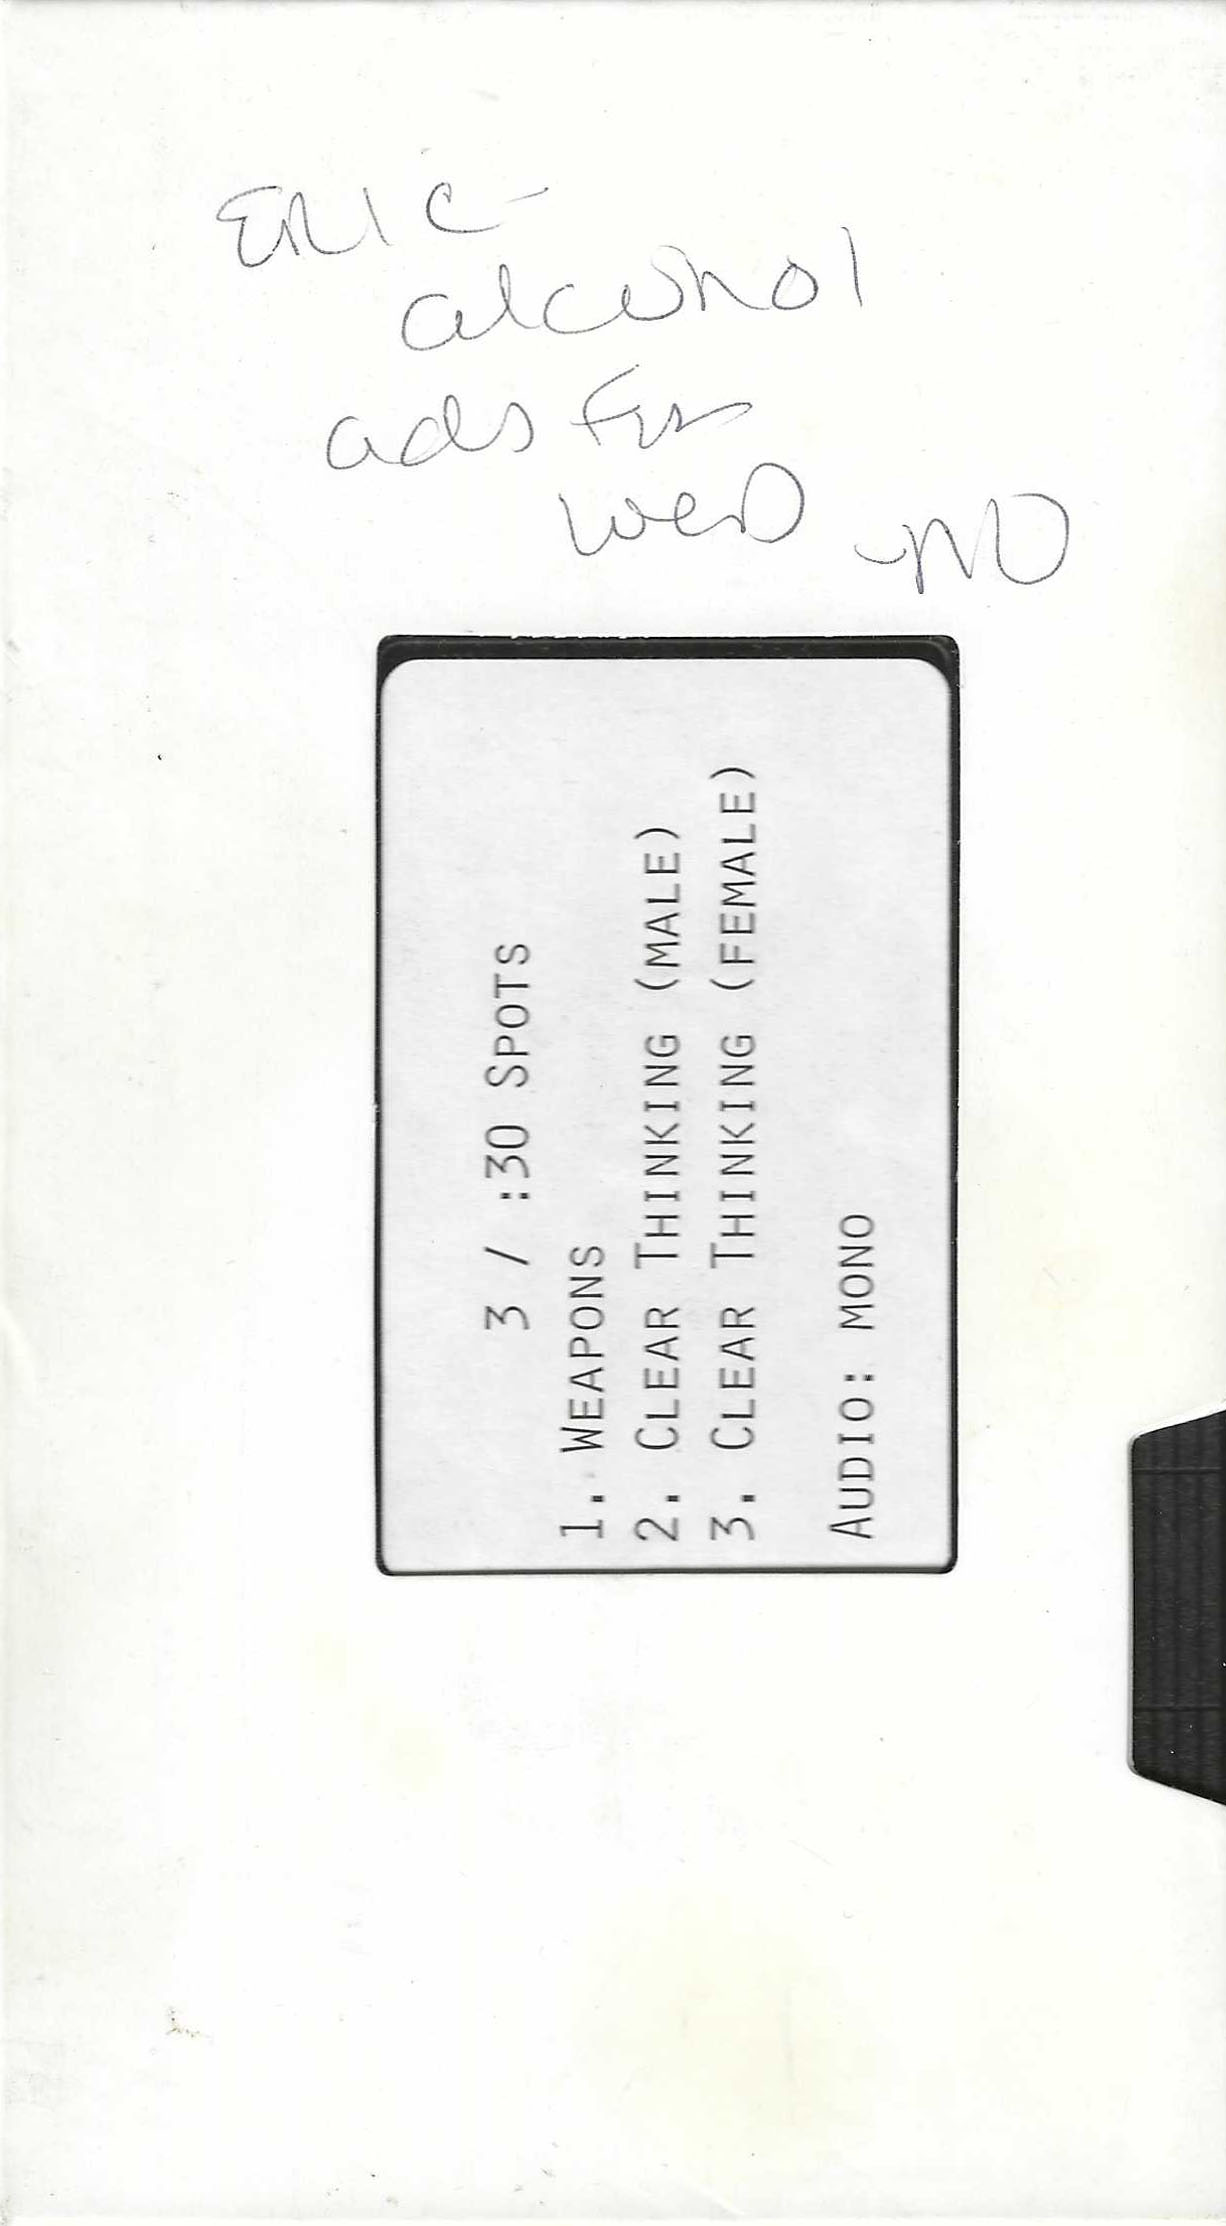 ERIC-
alcohol
ads for
WED -MD
3 / :30 SPOTS
1. WEAPONS
2. CLEAR THINKING (MALE)
3. CLEAR THINKING (FEMALE)
AUDIO: MONO